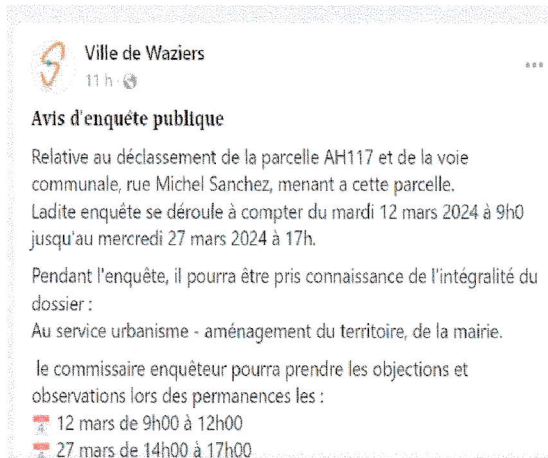 Ville de Waziers
11 h ·
Avis d'enquête publique
Relative au déclassement de la parcelle AH117 et de la voie
communale, rue Michel Sanchez, menant a cette parcelle.
Ladite enquête se déroule à compter du mardi 12 mars 2024 à 9h0
jusqu'au mercredi 27 mars 2024 à 17h.
Pendant l'enquête, il pourra être pris connaissance de l'intégralité du
dossier :
Au service urbanisme - aménagement du territoire, de la mairie.
le commissaire enquêteur pourra prendre les objections et
observations lors des permanences les :
12 mars de 9h00 à 12h00
27 mars de 14h00 à 17h00